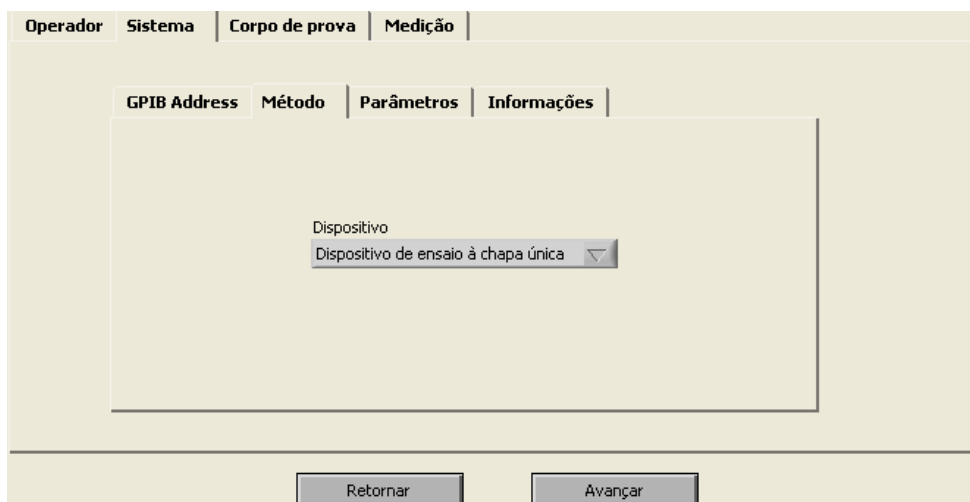 Operador Sistema Corpo de prova Medição
GPIB Address Método Parâmetros Informações
Dispositivo
Dispositivo de ensaio à chapa única
Retornar Avançar